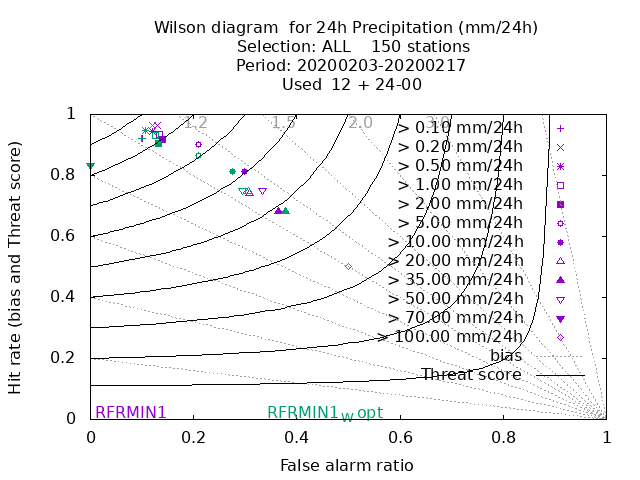 Wilson diagram  for 24h Precipitation (mm/24h)
Selection: ALL    150 stations
Period: 20200203-20200217
Used  12 + 24-00
Hit rate (bias and Threat score)
1
0.8
0.6
0.4
0.2
0
1.2
1.5
2.0
3.0
> 0.10 mm/24h
> 0.20 mm/24h
> 0.50 mm/24h
> 1.00 mm/24h
> 2.00 mm/24h
> 5.00 mm/24h
> 10.00 mm/24h
> 20.00 mm/24h
> 35.00 mm/24h
> 50.00 mm/24h
> 70.00 mm/24h
> 100.00 mm/24h
bias
Threat score
RFRMIN1
RFRMIN1w opt
0 0.2 0.4 0.6 0.8 1
False alarm ratio